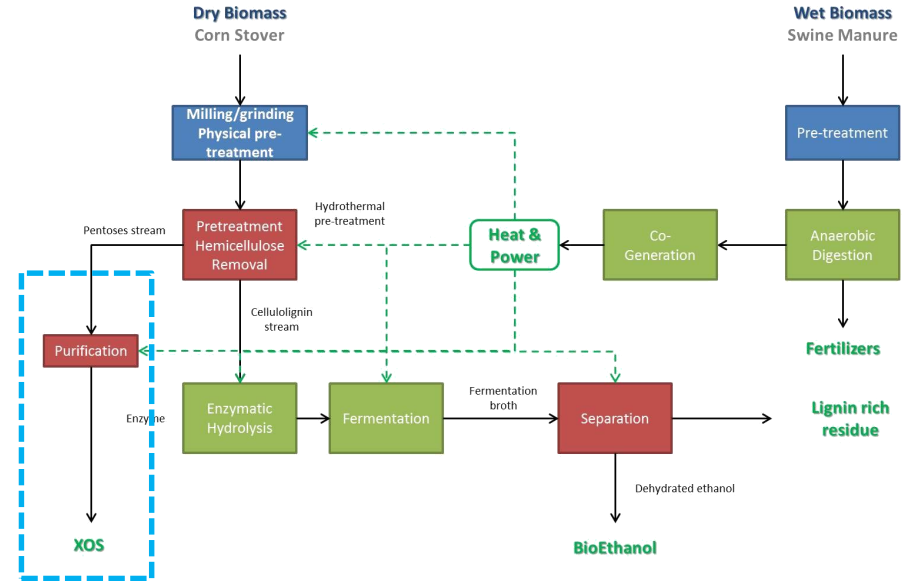 Dry Biomass
Corn Stover
Wet Biomass
Swine Manure
Milling/grinding
Physical pre-
treatment
Pre-treatment
Hydrothermal
pre-treatment
Pentoses stream
Pretreatment
Hemicellulose
Removal
Heat &
Power
Co-
Generation
Anaerobic
Digestion
Cellulolignin
stream
Purification
Fertilizers
Enzyme
Enzymatic
Hydrolysis
Fermentation
Fermentation
broth
Separation
Lignin rich
residue
Dehydrated ethanol
XOS
BioEthanol